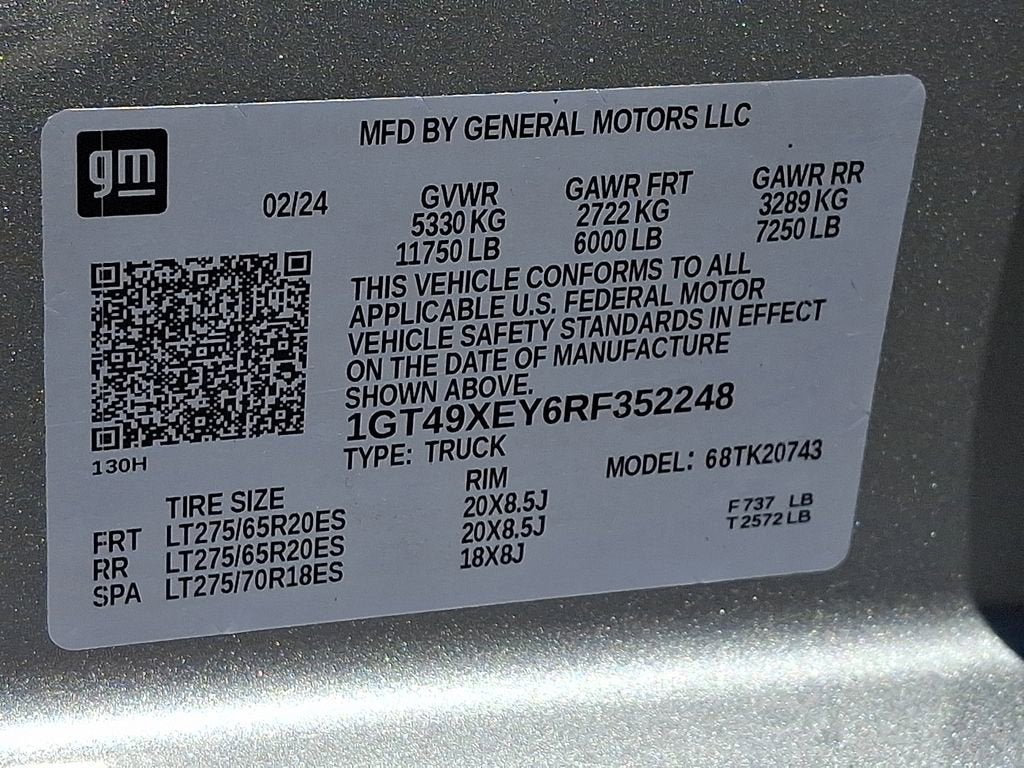 gm
MFD BY GENERAL MOTORS LLC
02/24
GVWR GAWR FRT GAWR RR
5330 KG 2722 KG 3289 KG
11750 LB 6000 LB 7250 LB
THIS VEHICLE CONFORMS TO ALL
APPLICABLE U.S. FEDERAL MOTOR
VEHICLE SAFETY STANDARDS IN EFFECT
ON THE DATE OF MANUFACTURE
SHOWN ABOVE.
1GT49XEY6RF352248
130H
TYPE: TRUCK MODEL: 68TK20743
TIRE SIZE RIM
FRT LT275/65R20ES 20X8.5J F 737 LB
RR LT275/65R20ES 20X8.5J T 2572 LB
SPA LT275/70R18ES 18X8J